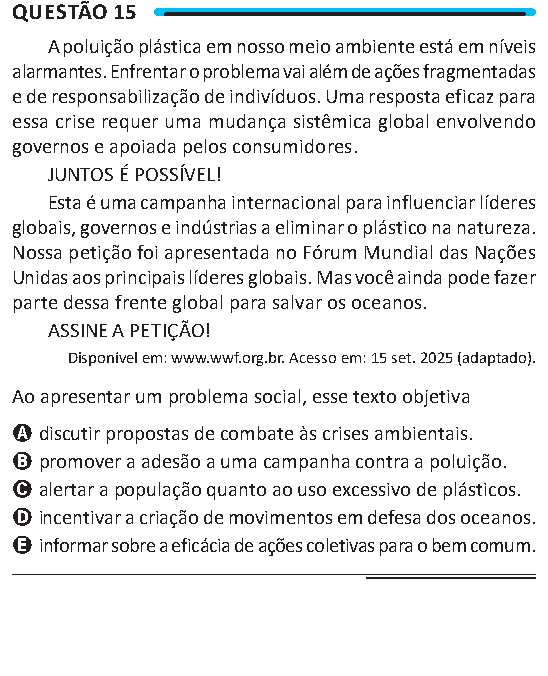 QUESTÃO 15
A poluição plástica em nosso meio ambiente está em níveis
alarmantes. Enfrentar o problema vai além de ações fragmentadas
e de responsabilização de indivíduos. Uma resposta eficaz para
essa crise requer uma mudança sistêmica global envolvendo
governos e apoiada pelos consumidores.
JUNTOS É POSSÍVEL!
Esta é uma campanha internacional para influenciar líderes
globais, governos e indústrias a eliminar o plástico na natureza.
Nossa petição foi apresentada no Fórum Mundial das Nações
Unidas aos principais líderes globais. Mas você ainda pode fazer
parte dessa frente global para salvar os oceanos.
ASSINE A PETIÇÃO!
Disponível em: www.wwf.org.br. Acesso em: 15 set. 2025 (adaptado).
Ao apresentar um problema social, esse texto objetiva
A discutir propostas de combate às crises ambientais.
B promover a adesão a uma campanha contra a poluição.
C alertar a população quanto ao uso excessivo de plásticos.
D incentivar a criação de movimentos em defesa dos oceanos.
E informar sobre a eficácia de ações coletivas para o bem comum.